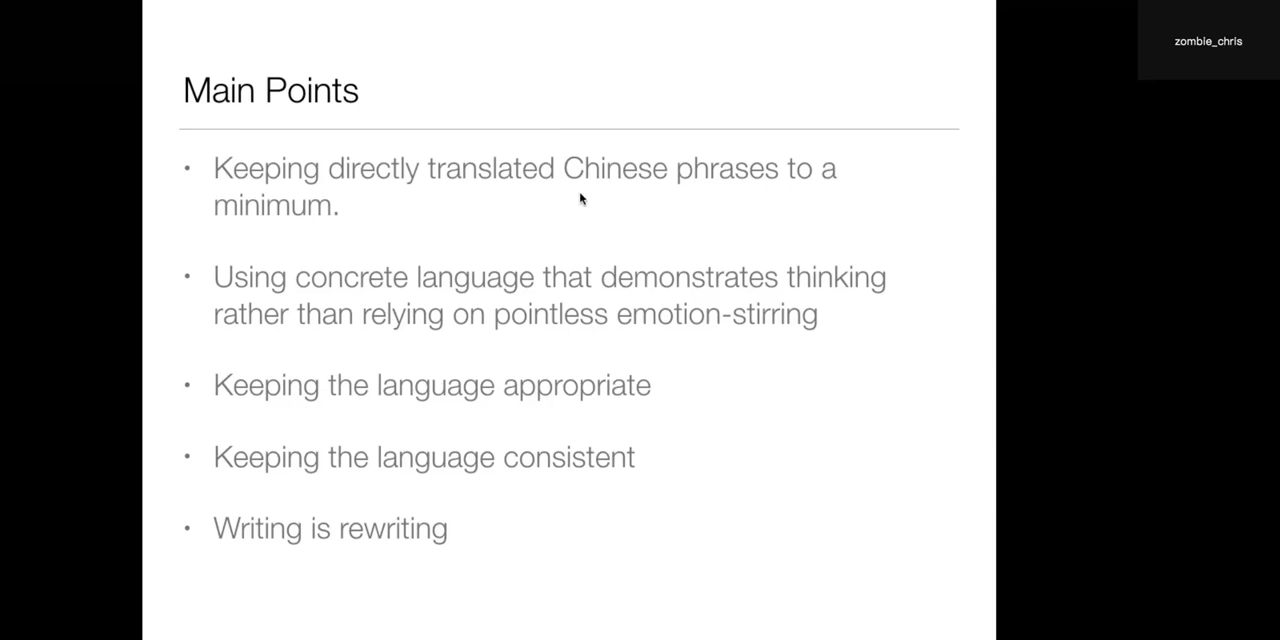 zombie_chris
Main Points
• Keeping directly translated Chinese phrases to a
minimum.
• Using concrete language that demonstrates thinking
rather than relying on pointless emotion-stirring
• Keeping the language appropriate
• Keeping the language consistent
• Writing is rewriting